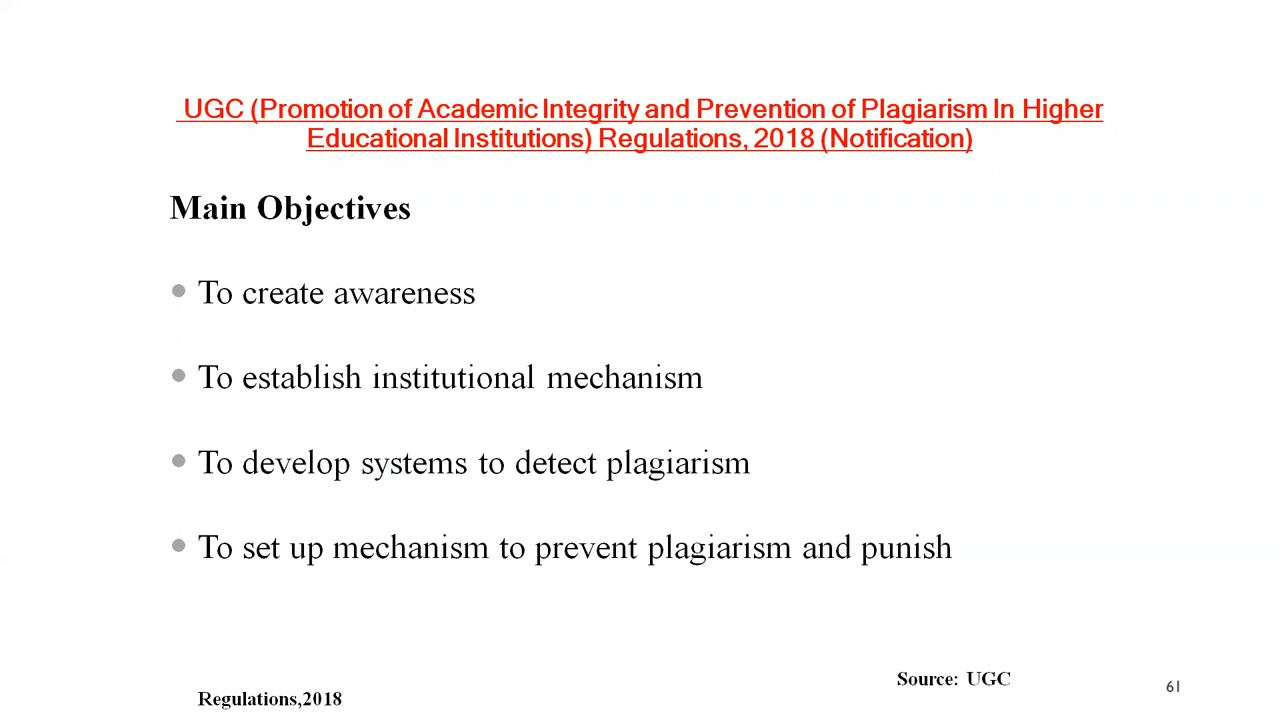 UGC (Promotion of Academic Integrity and Prevention of Plagiarism In Higher
Educational Institutions) Regulations, 2018 (Notification)
Main Objectives
• To create awareness
• To establish institutional mechanism
• To develop systems to detect plagiarism
• To set up mechanism to prevent plagiarism and punish
Source: UGC
Regulations,2018
61